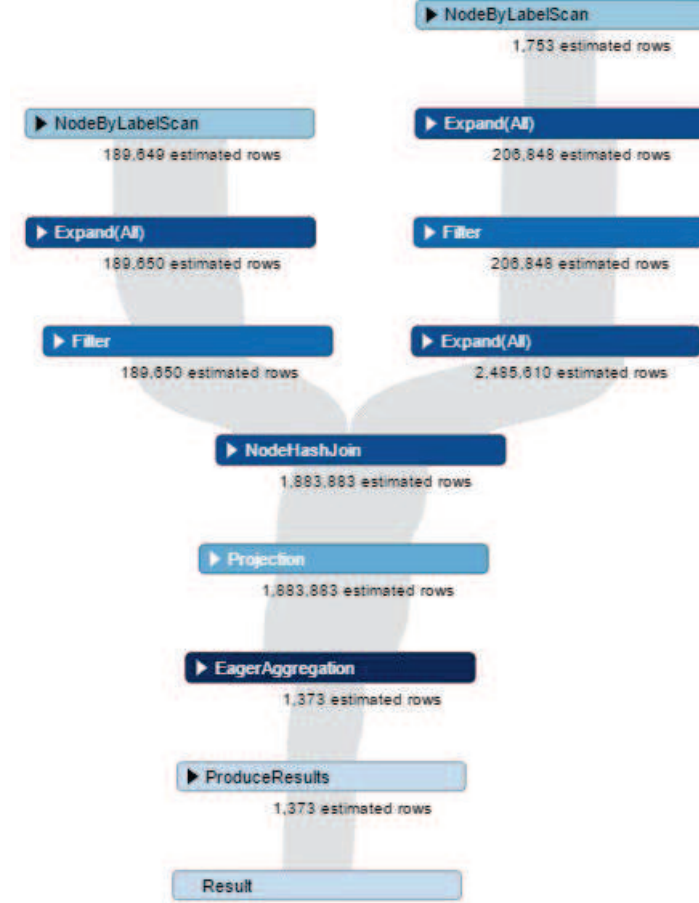 NodeByLabelScan
1,753 estimated rows
NodeByLabelScan
189,649 estimated rows
Expand(All)
206,848 estimated rows
Expand(All)
189,650 estimated rows
Filter
206,848 estimated rows
Filter
189,650 estimated rows
Expand(All)
2,485,610 estimated rows
NodeHashJoin
1,883,883 estimated rows
Projection
1,883,883 estimated rows
EagerAggregation
1,373 estimated rows
ProduceResults
1,373 estimated rows
Result